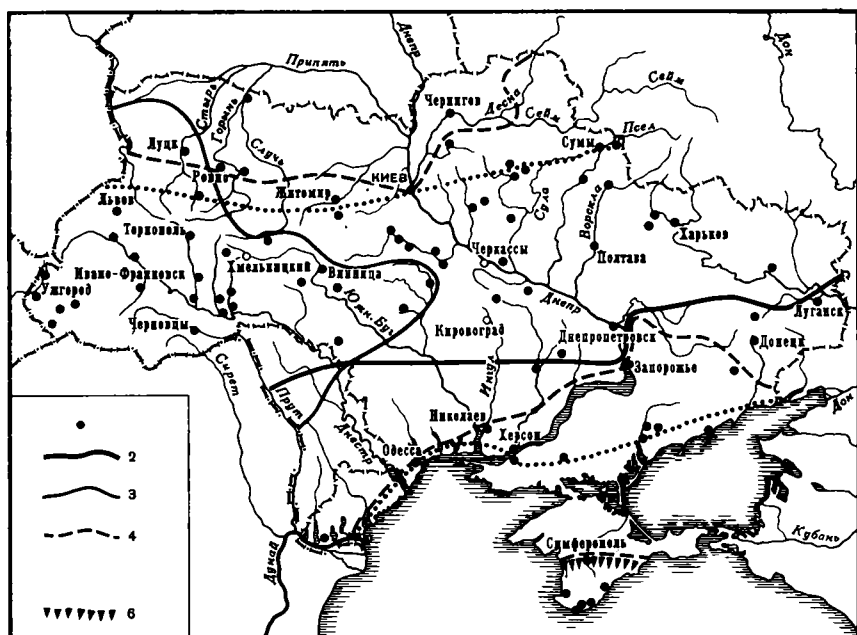 Днепр
Дон
Припять
Стырь
Горынь
Случь
Чернигов
Десна
Сейм
Сейм
Псел
Сумы
Луцк
Ровно
Житомир
КИЕВ
Сула
Ворскла
Львов
Тернополь
Харьков
Черкассы
Полтава
Хмельницкий
Винница
Ивано-Франковск
Ужгород
Южн. Буг
Днепр
Луганск
Кировоград
Днепропетровск
Донецк
Черновцы
Ингул
Запорожье
Сирет
Прут
Дон
Николаев
Днестр
Херсон
Одесса
2
3
4
Симферополь
Кубань
Дунай
6